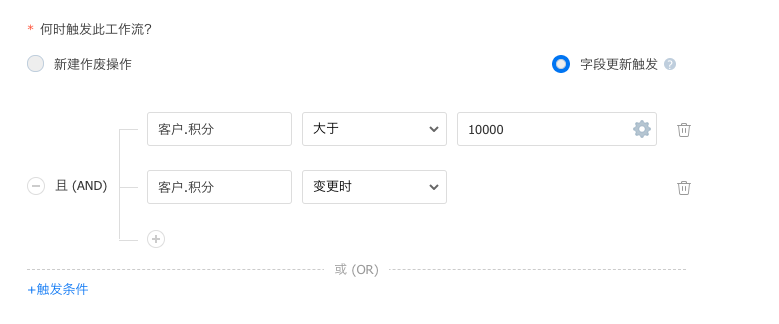 * 何时触发此工作流?
新建作废操作 字段更新触发 ?
客户.积分 大于 10000
且 (AND)
客户.积分 变更时
或 (OR)
+触发条件